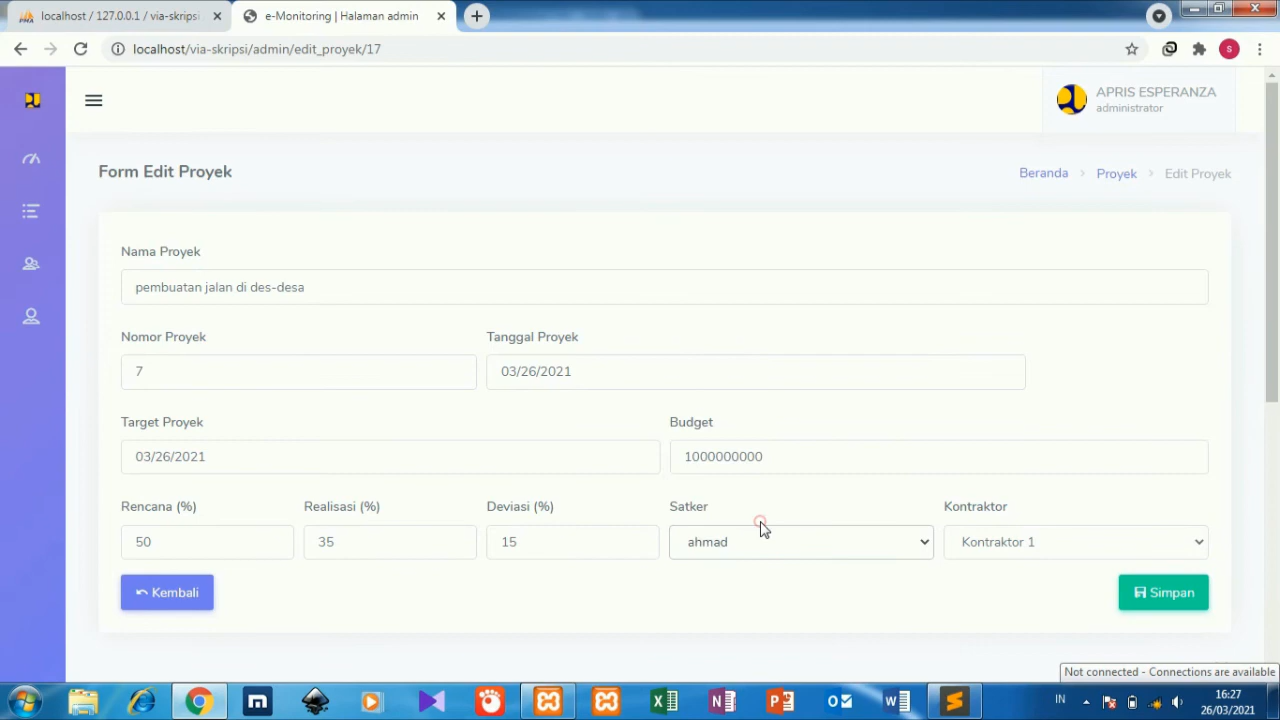 localhost / 127.0.0.1 / via-skripsi
e-Monitoring | Halaman admin
localhost/via-skripsi/admin/edit_proyek/17
s
APRIS ESPERANZA
administrator
Form Edit Proyek
Beranda > Proyek > Edit Proyek
Nama Proyek
pembuatan jalan di des-desa
Nomor Proyek
Tanggal Proyek
7
03/26/2021
Target Proyek
Budget
03/26/2021
1000000000
Rencana (%)
Realisasi (%)
Deviasi (%)
Satker
Kontraktor
50
35
15
ahmad
Kontraktor 1
Kembali
Simpan
Not connected - Connections are available
IN
16:27
26/03/2021